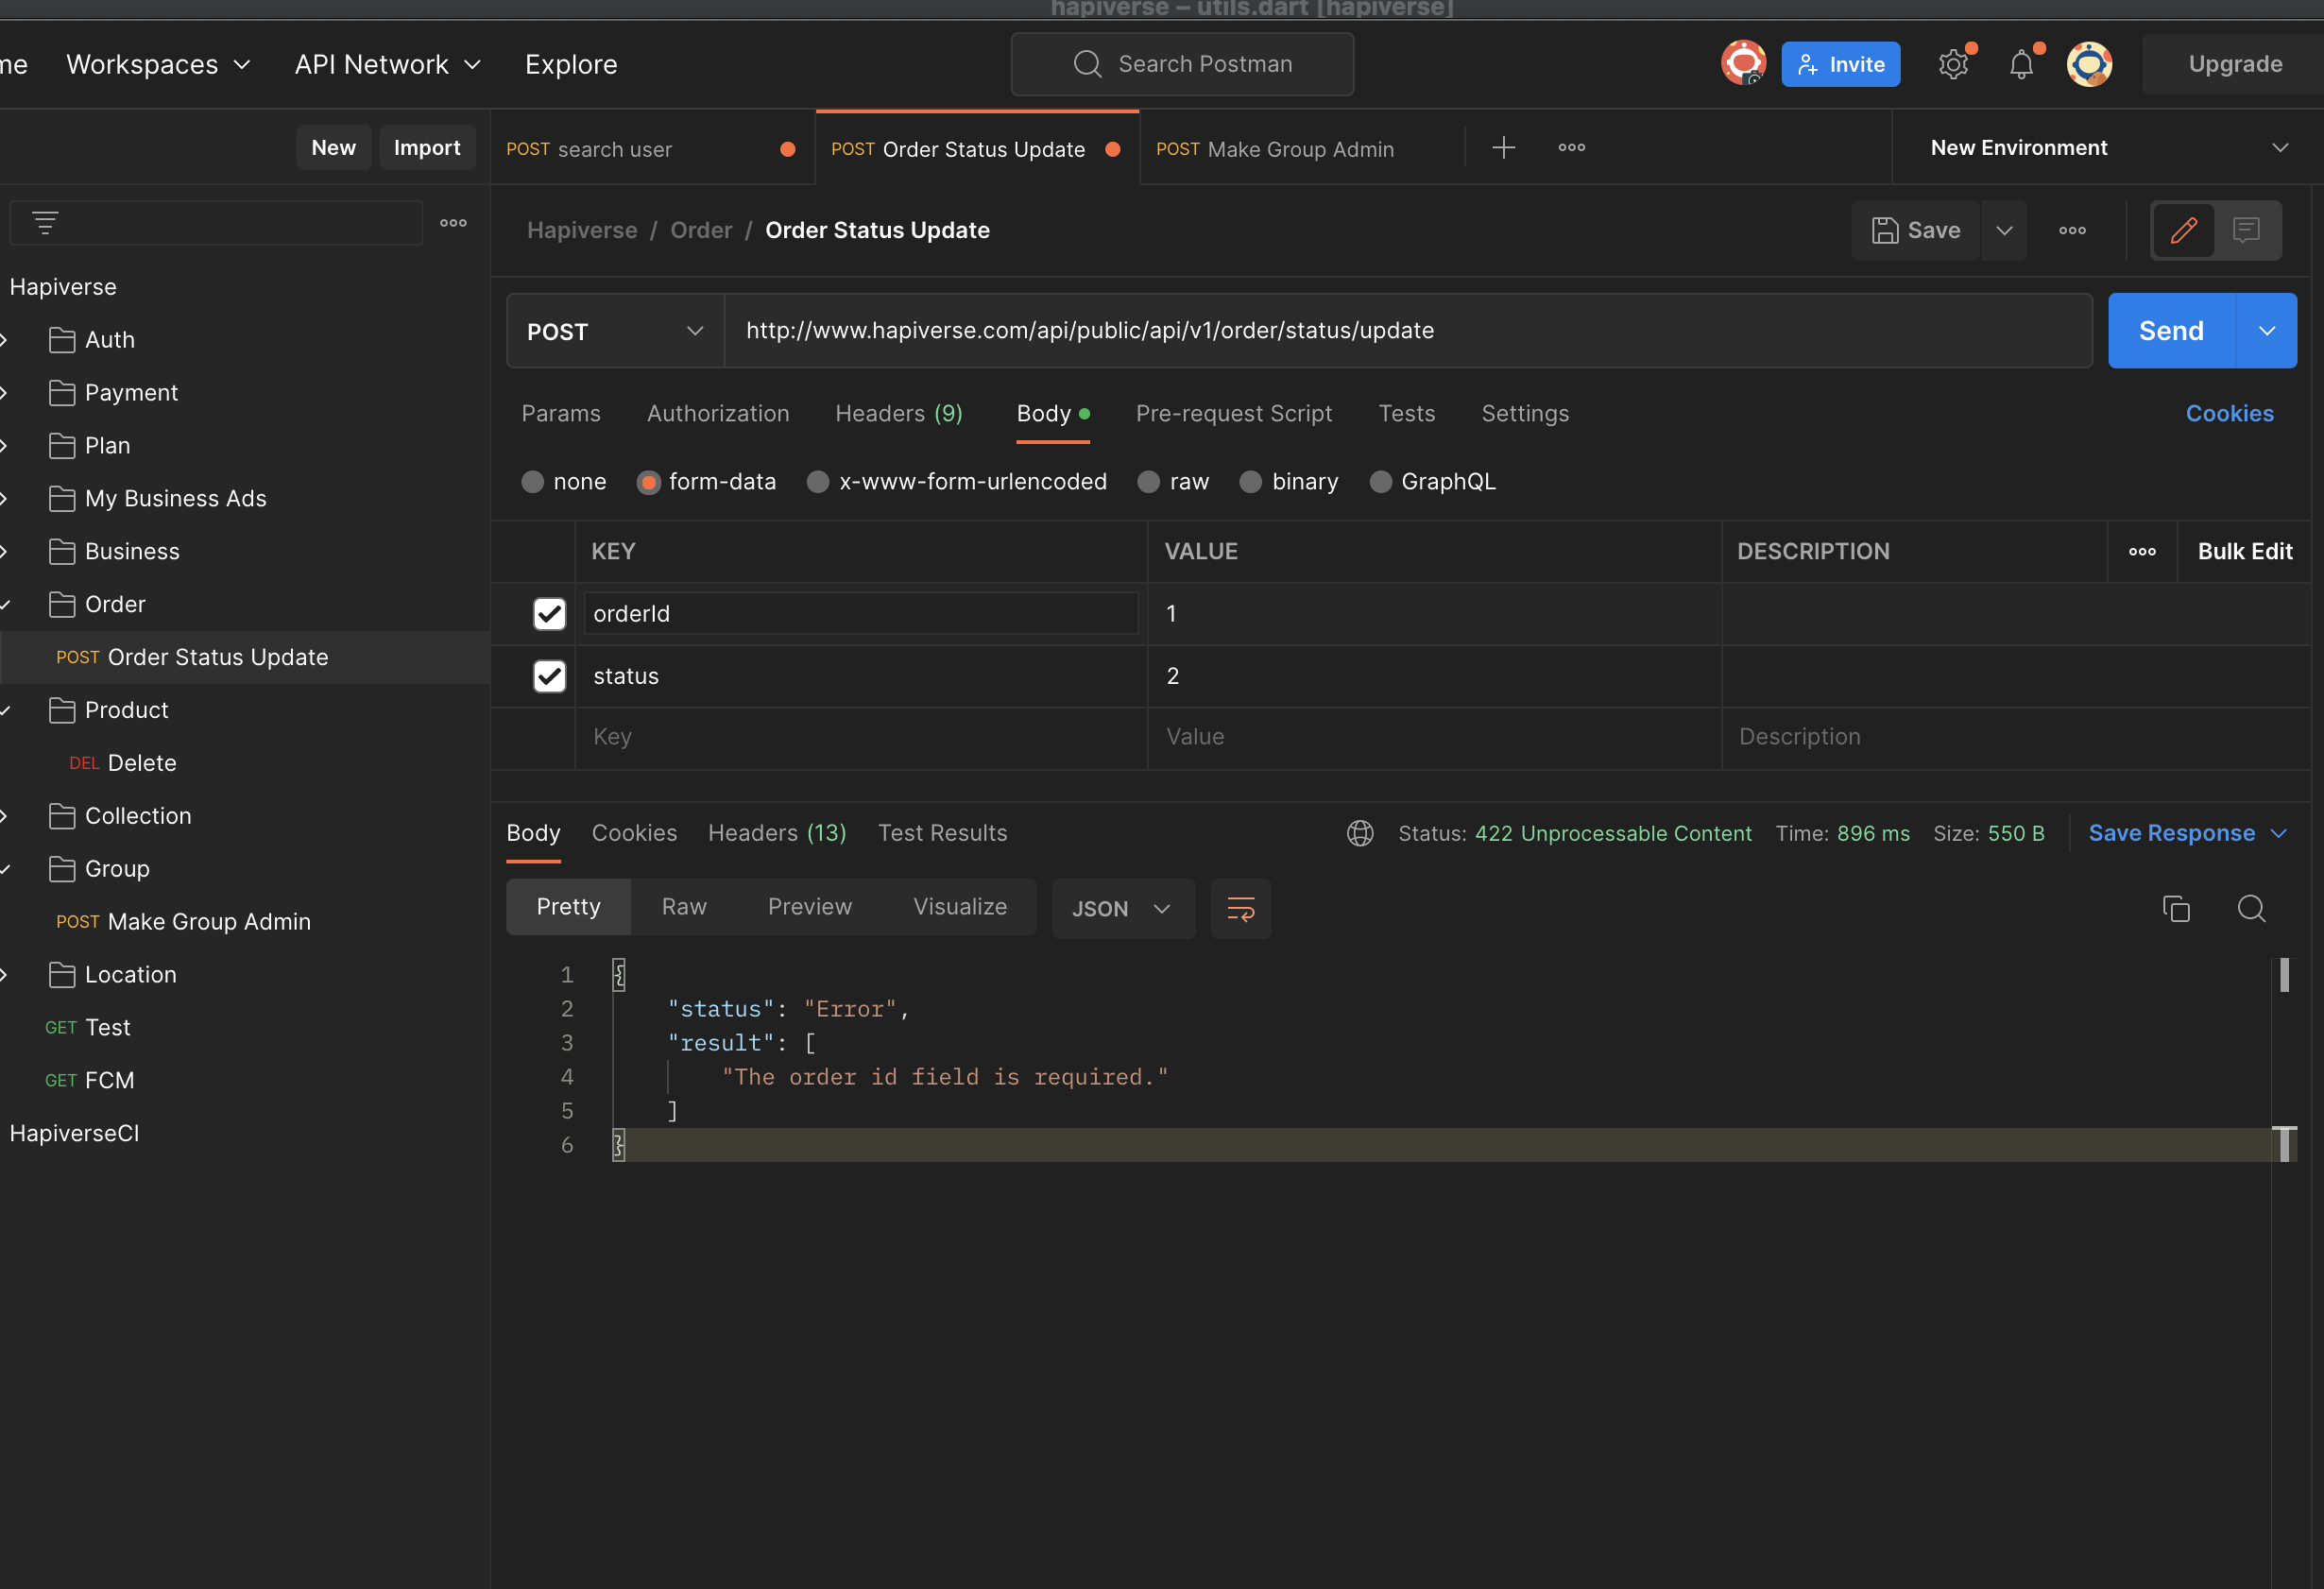 hapiverse – utils.dart [hapiverse]
me Workspaces API Network Explore Search Postman Invite Upgrade
New Import POST search user POST Order Status Update POST Make Group Admin New Environment
Hapiverse / Order / Order Status Update Save
Hapiverse
Auth
Payment
Plan
My Business Ads
Business
Order
POST Order Status Update
Product
DEL Delete
Collection
Group
POST Make Group Admin
Location
GET Test
GET FCM
HapiverseCI
POST http://www.hapiverse.com/api/public/api/v1/order/status/update Send
Params Authorization Headers (9) Body Pre-request Script Tests Settings Cookies
none form-data x-www-form-urlencoded raw binary GraphQL
KEY VALUE DESCRIPTION Bulk Edit
orderId 1
status 2
Key Value Description
Body Cookies Headers (13) Test Results Status: 422 Unprocessable Content Time: 896 ms Size: 550 B Save Response
Pretty Raw Preview Visualize JSON
1 {
2 "status": "Error",
3 "result": [
4 "The order id field is required."
5 ]
6 }